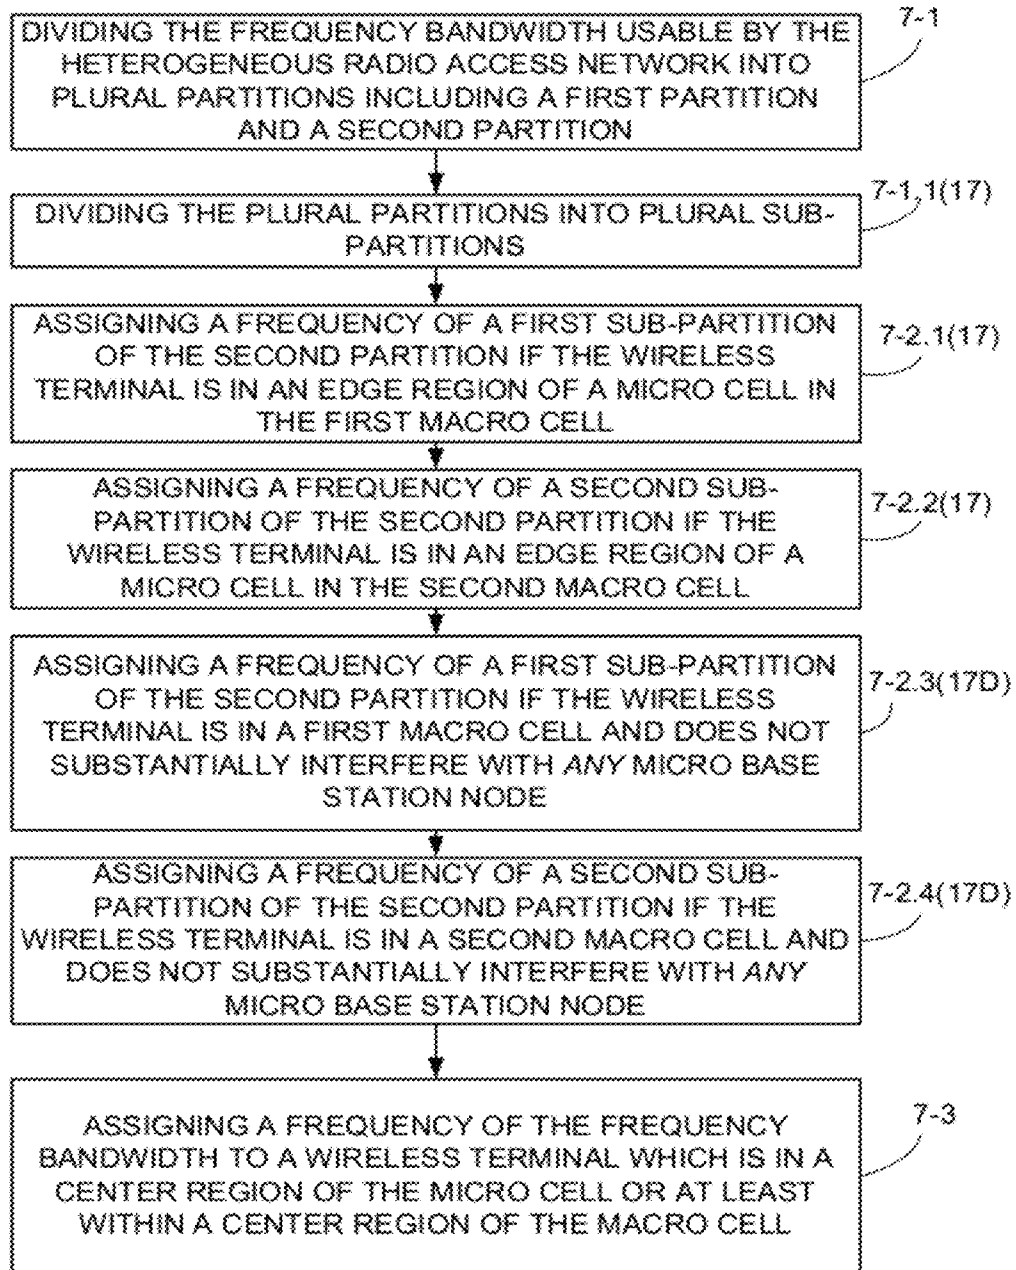 DIVIDING THE FREQUENCY BANDWIDTH USABLE BY THE
HETEROGENEOUS RADIO ACCESS NETWORK INTO
PLURAL PARTITIONS INCLUDING A FIRST PARTITION
AND A SECOND PARTITION
7-1
DIVIDING THE PLURAL PARTITIONS INTO PLURAL SUB-
PARTITIONS
7-1.1(17)
ASSIGNING A FREQUENCY OF A FIRST SUB-PARTITION
OF THE SECOND PARTITION IF THE WIRELESS
TERMINAL IS IN AN EDGE REGION OF A MICRO CELL IN
THE FIRST MACRO CELL
7-2.1(17)
ASSIGNING A FREQUENCY OF A SECOND SUB-
PARTITION OF THE SECOND PARTITION IF THE
WIRELESS TERMINAL IS IN AN EDGE REGION OF A
MICRO CELL IN THE SECOND MACRO CELL
7-2.2(17)
ASSIGNING A FREQUENCY OF A FIRST SUB-PARTITION
OF THE SECOND PARTITION IF THE WIRELESS
TERMINAL IS IN A FIRST MACRO CELL AND DOES NOT
SUBSTANTIALLY INTERFERE WITH ANY MICRO BASE
STATION NODE
7-2.3(17D)
ASSIGNING A FREQUENCY OF A SECOND SUB-
PARTITION OF THE SECOND PARTITION IF THE
WIRELESS TERMINAL IS IN A SECOND MACRO CELL AND
DOES NOT SUBSTANTIALLY INTERFERE WITH ANY
MICRO BASE STATION NODE
7-2.4(17D)
ASSIGNING A FREQUENCY OF THE FREQUENCY
BANDWIDTH TO A WIRELESS TERMINAL WHICH IS IN A
CENTER REGION OF THE MICRO CELL OR AT LEAST
WITHIN A CENTER REGION OF THE MACRO CELL
7-3